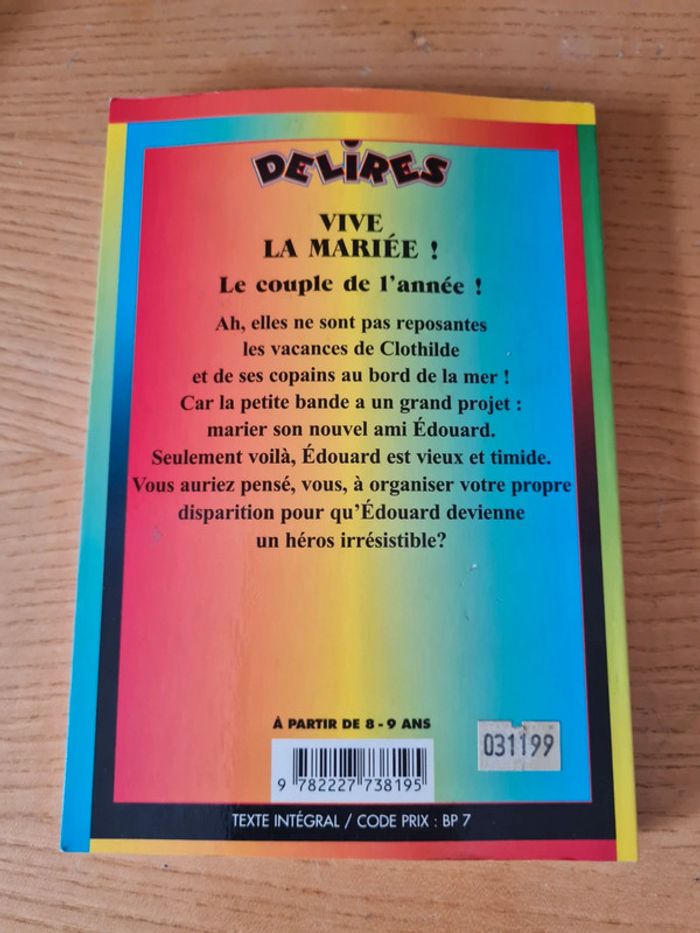 DELiRES
VIVE
LA MARIÉE !
Le couple de l'année !
Ah, elles ne sont pas reposantes
les vacances de Clothilde
et de ses copains au bord de la mer !
Car la petite bande a un grand projet :
marier son nouvel ami Édouard.
Seulement voilà, Édouard est vieux et timide.
Vous auriez pensé, vous, à organiser votre propre
disparition pour qu'Édouard devienne
un héros irrésistible?
À PARTIR DE 8 - 9 ANS
031199
9 782227 738195
TEXTE INTÉGRAL / CODE PRIX : BP 7